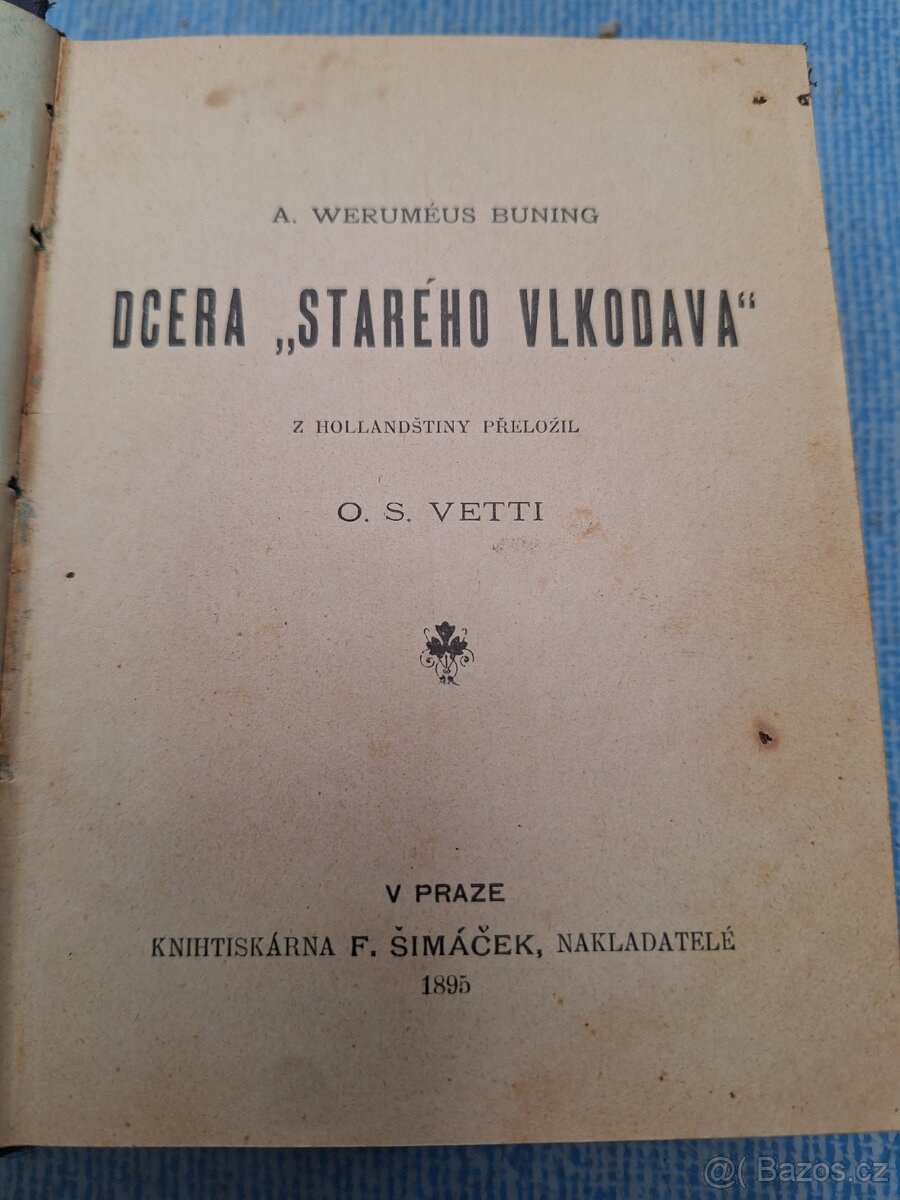 A. WERUMÉUS BUNING
DCERA „STARÉHO VLKODAVA“
Z HOLLANDŠTINY PŘELOŽIL
O. S. VETTI
V PRAZE
KNIHTISKÁRNA F. ŠIMÁČEK, NAKLADATELÉ
1895
@( Bazos.cz